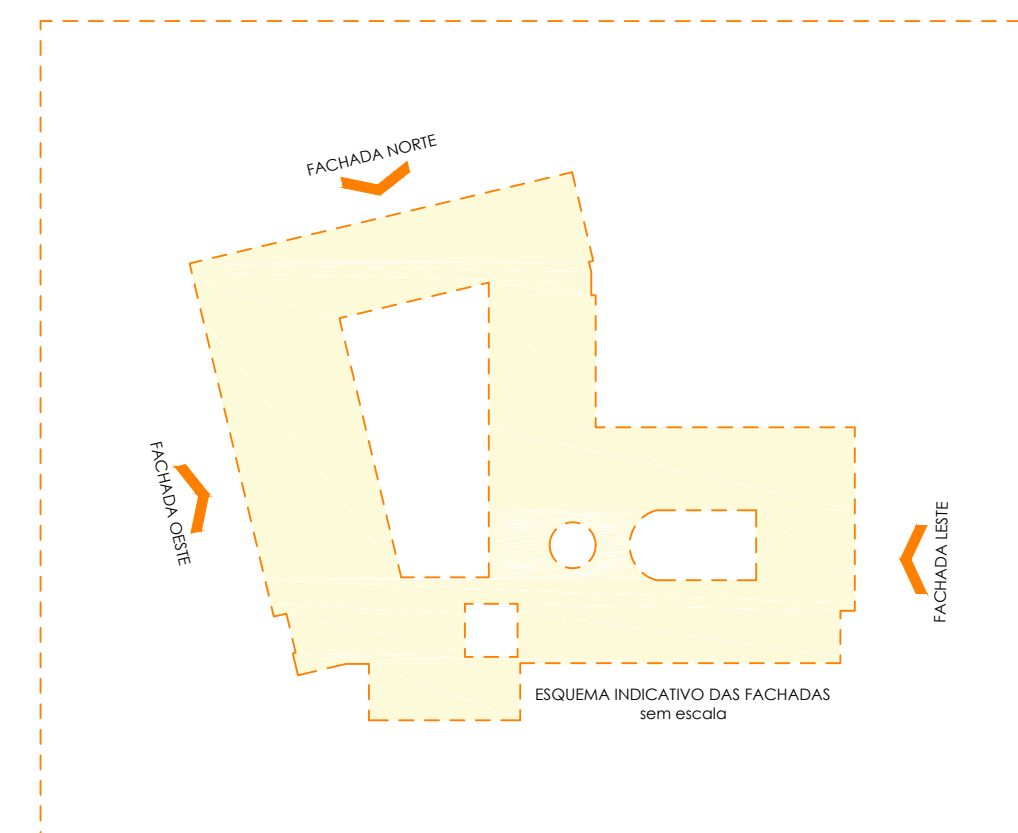 FACHADA NORTE
FACHADA OESTE
FACHADA LESTE
ESQUEMA INDICATIVO DAS FACHADAS
sem escala